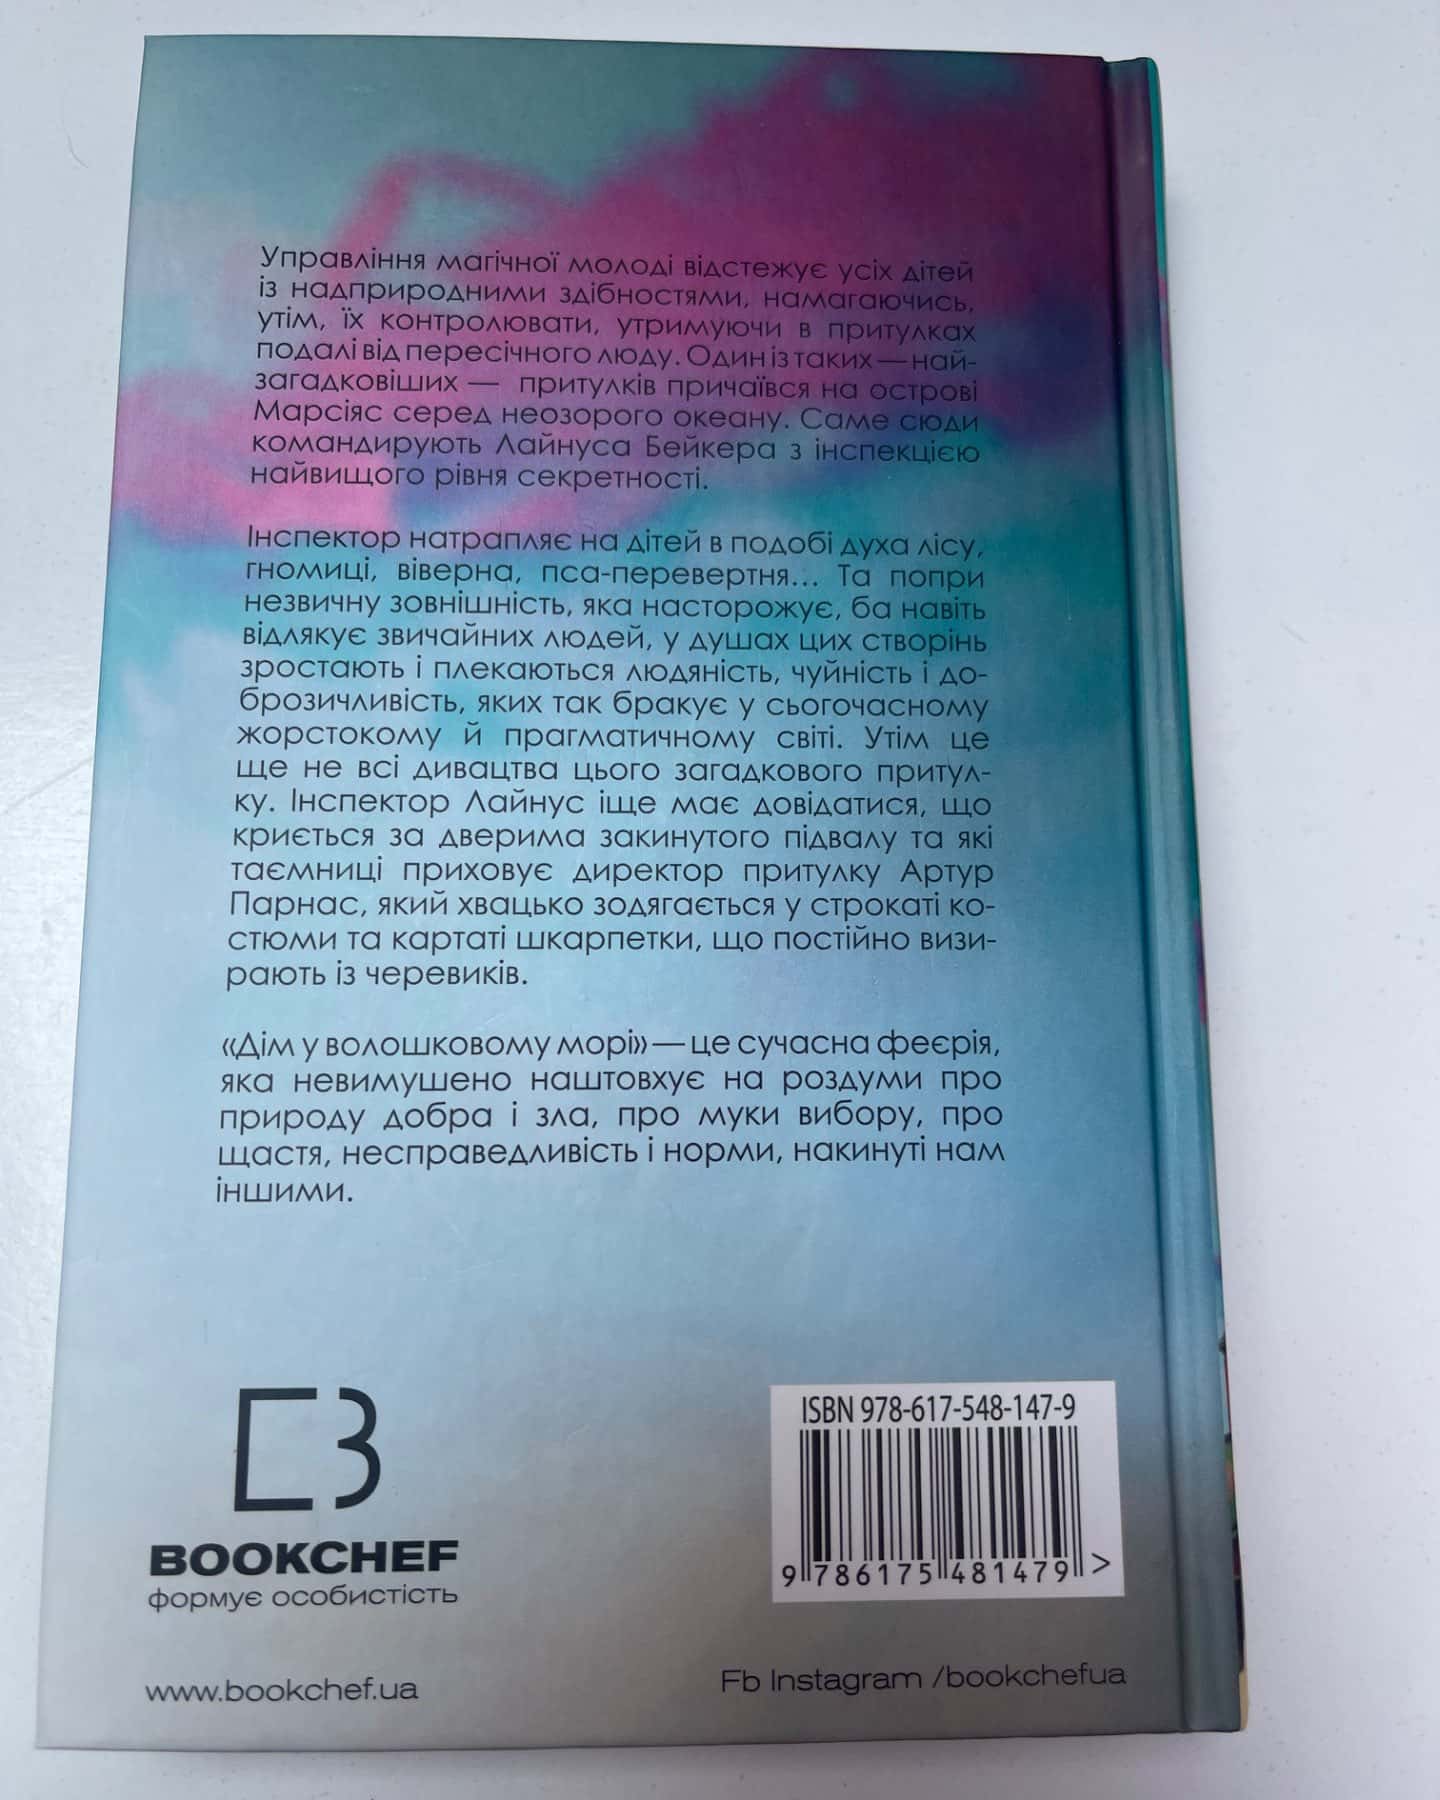 Управління магічної молоді відстежує усіх дітей
із надприродними здібностями, намагаючись,
утім, їх контролювати, утримуючи в притулках
подалі від пересічного люду. Один із таких — най-
загадковіших — притулків причаївся на острові
Марсіяс серед неозорого океану. Саме сюди
командирують Лайнуса Бейкера з інспекцією
найвищого рівня секретності.
Інспектор натрапляє на дітей в подобі духа лісу,
гномиці, віверна, пса-перевертня... Та попри
незвичну зовнішність, яка насторожує, ба навіть
відлякує звичайних людей, у душах цих створінь
зростають і плекаються людяність, чуйність і до-
брозичливість, яких так бракує у сьогочасному
жорстокому й прагматичному світі. Утім це
ще не всі дивацтва цього загадкового притул-
ку. Інспектор Лайнус іще має довідатися, що
криється за дверима закинутого підвалу та які
таємниці приховує директор притулку Артур
Парнас, який хвацько зодягається у строкаті ко-
стюми та картаті шкарпетки, що постійно визи-
рають із черевиків.
«Дім у волошковому морі» — це сучасна феєрія,
яка невимушено наштовхує на роздуми про
природу добра і зла, про муки вибору, про
щастя, несправедливість і норми, накинуті нам
іншими.
ISBN 978-617-548-147-9
9 786175 481479 >
BOOKCHEF
формує особистість
www.bookchef.ua
Fb Instagram /bookchefua